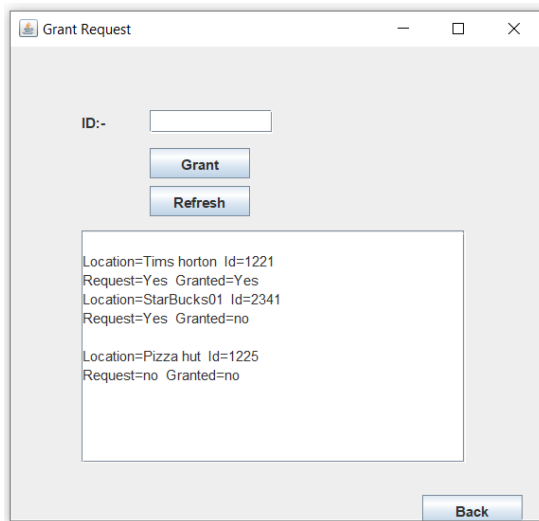 Grant Request
ID:-
Grant
Refresh
Location=Tims horton Id=1221
Request=Yes Granted=Yes
Location=StarBucks01 Id=2341
Request=Yes Granted=no
Location=Pizza hut Id=1225
Request=no Granted=no
Back